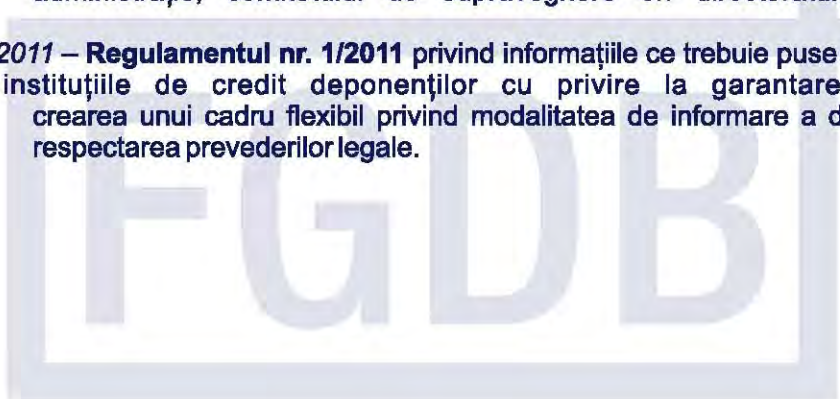 2011 – Regulamentul nr. 1/2011 privind informațiile ce trebuie puse
instituțiile de credit deponenților cu privire la garantare
crearea unui cadru flexibil privind modalitatea de informare a d
respectarea prevederilor legale.
FGDB